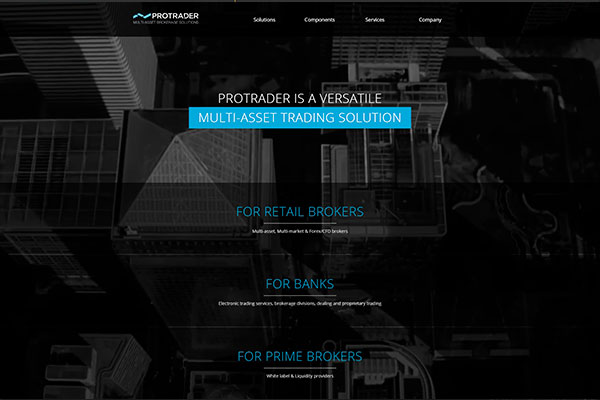 PROTRADER
MULTI-ASSET BROKERAGE SOLUTIONS
Solutions Components Services Company
PROTRADER IS A VERSATILE
MULTI-ASSET TRADING SOLUTION
FOR RETAIL BROKERS
Multi-asset, Multi-market & Forex/CFD brokers
FOR BANKS
Electronic trading services, brokerage divisions, dealing and proprietary trading
FOR PRIME BROKERS
White label & Liquidity providers